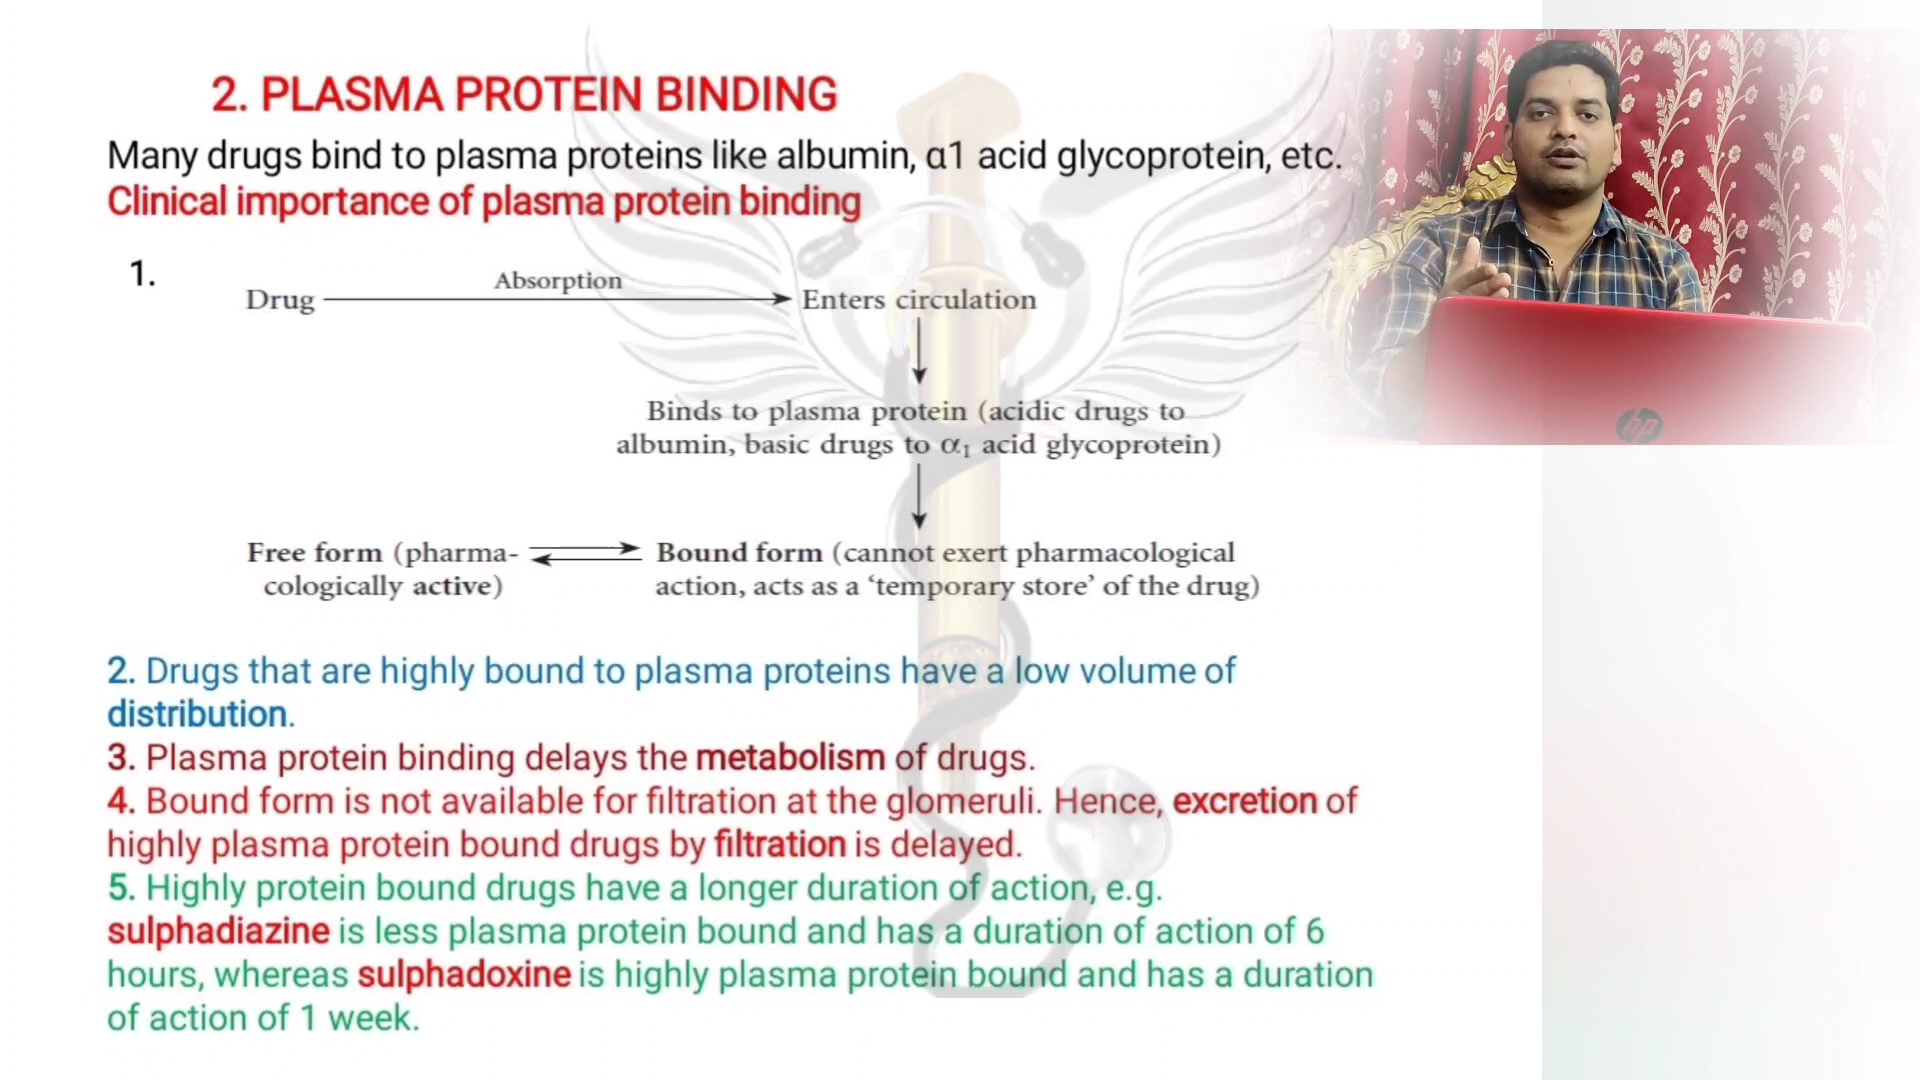 2. PLASMA PROTEIN BINDING
Many drugs bind to plasma proteins like albumin, α1 acid glycoprotein, etc.
Clinical importance of plasma protein binding
1.
Absorption
Drug
Enters circulation
Binds to plasma protein (acidic drugs to
albumin, basic drugs to α₁ acid glycoprotein)
Free form (pharma-
cologically active)
Bound form (cannot exert pharmacological
action, acts as a ‘temporary store’ of the drug)
2. Drugs that are highly bound to plasma proteins have a low volume of
distribution.
3. Plasma protein binding delays the metabolism of drugs.
4. Bound form is not available for filtration at the glomeruli. Hence, excretion of
highly plasma protein bound drugs by filtration is delayed.
5. Highly protein bound drugs have a longer duration of action, e.g.
sulphadiazine is less plasma protein bound and has a duration of action of 6
hours, whereas sulphadoxine is highly plasma protein bound and has a duration
of action of 1 week.
hp